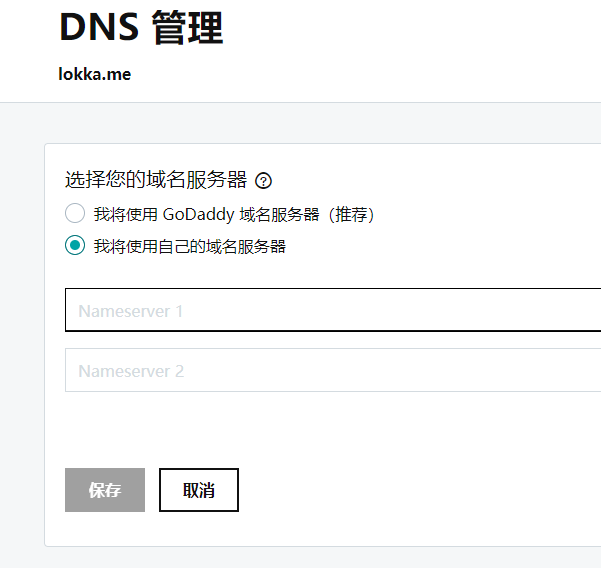 DNS 管理
lokka.me
选择您的域名服务器 ?
我将使用 GoDaddy 域名服务器（推荐）
我将使用自己的域名服务器
Nameserver 1
Nameserver 2
保存 取消